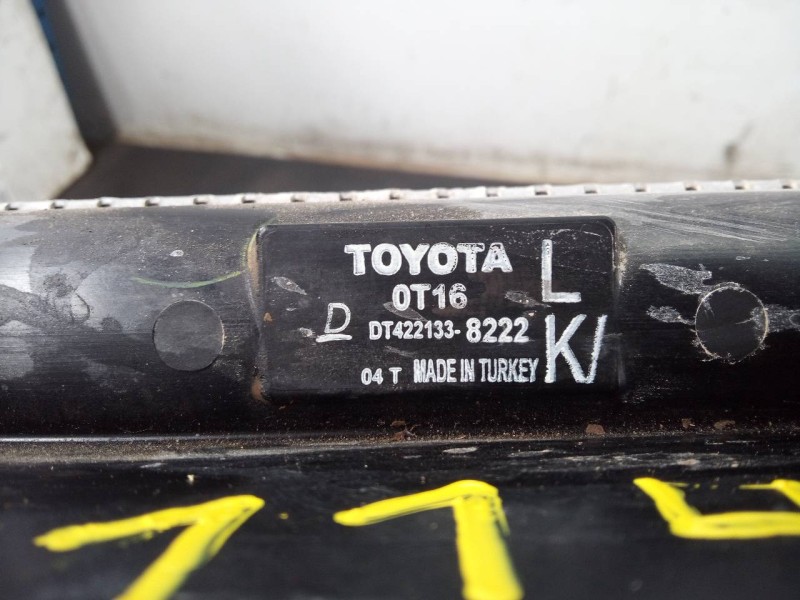 TOYOTA L
0T16
D DT422133-8222 K/
04 T MADE IN TURKEY